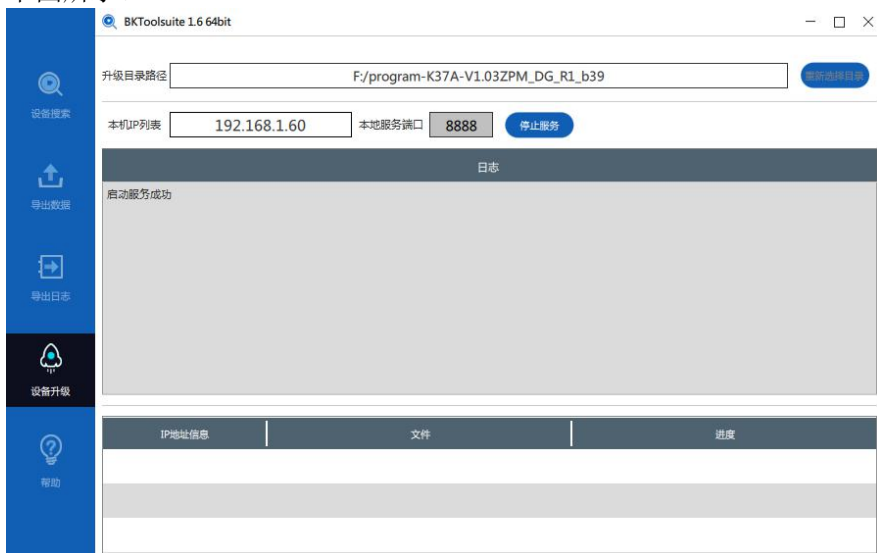 BKToolsuite 1.6 64bit
升级目录路径 F:/program-K37A-V1.03ZPM_DG_R1_b39 重新选择目录
设备搜索
本机IP列表 192.168.1.60 本地服务端口 8888 停止服务
日志
启动服务成功
导出数据
导出日志
设备升级
IP地址信息 文件 进度
帮助